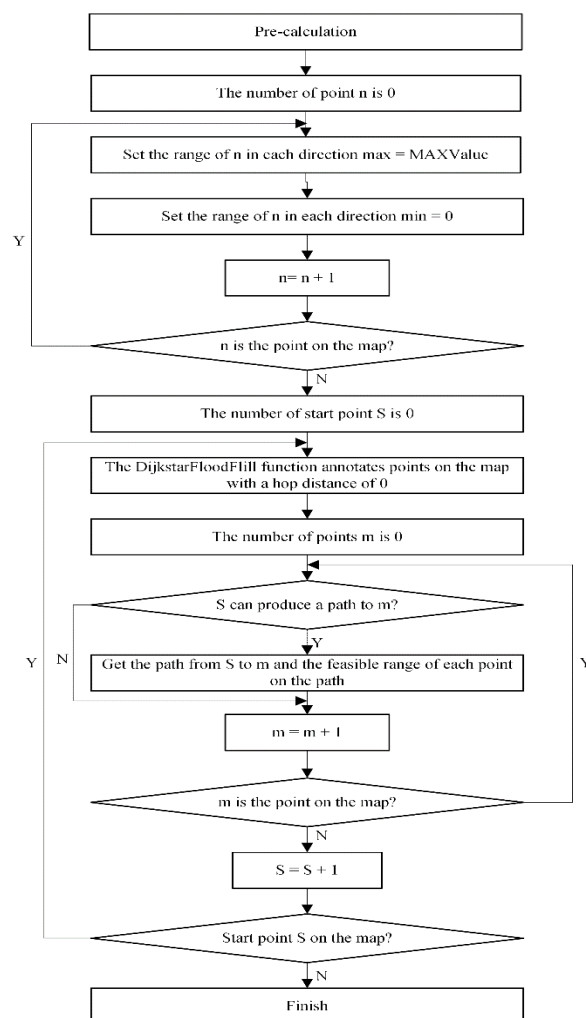 Pre-calculation
The number of point n is 0
Set the range of n in each direction max = MAXValuc
Set the range of n in each direction min = 0
Y
n= n + 1
n is the point on the map?
N
The number of start point S is 0
The DijkstarFloodFlill function annotates points on the map
with a hop distance of 0
The number of points m is 0
S can produce a path to m?
Y
Y
N
Y
Get the path from S to m and the feasible range of each point
on the path
m = m + 1
m is the point on the map?
N
S = S + 1
Start point S on the map?
N
Finish